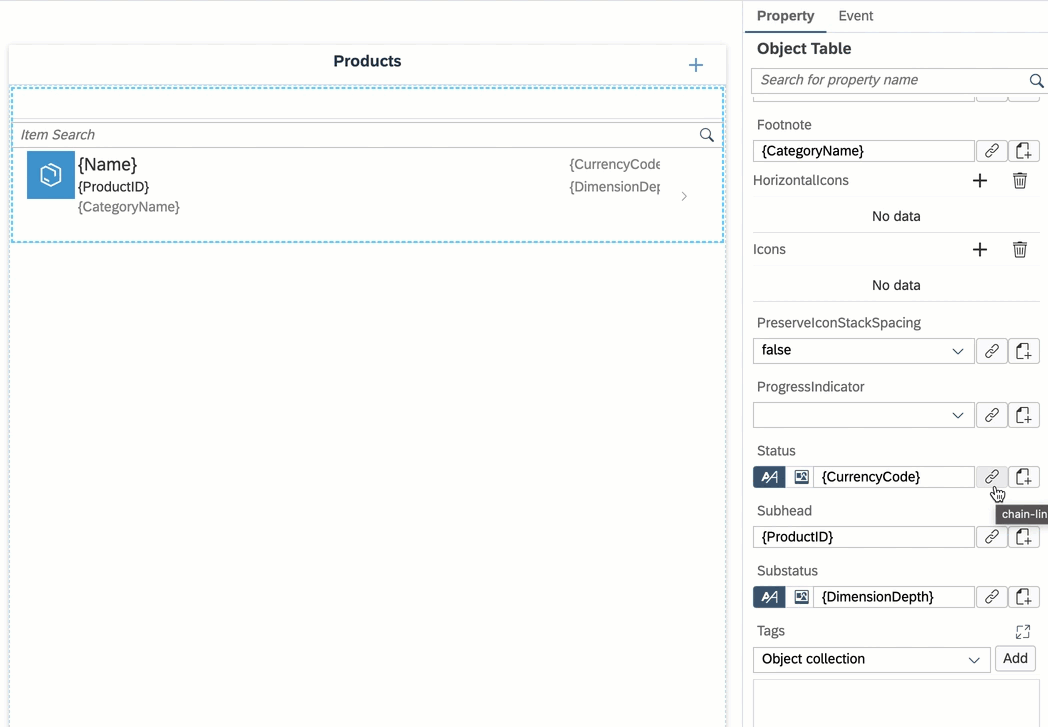 Property Event
Products
Object Table
Search for property name
Item Search
{Name}
{ProductID}
{CategoryName}
{CurrencyCode
{DimensionDep
Footnote
{CategoryName}
HorizontalIcons
No data
Icons
No data
PreserveIconStackSpacing
false
ProgressIndicator
Status
{CurrencyCode}
chain-lin
Subhead
{ProductID}
Substatus
{DimensionDepth}
Tags
Object collection Add